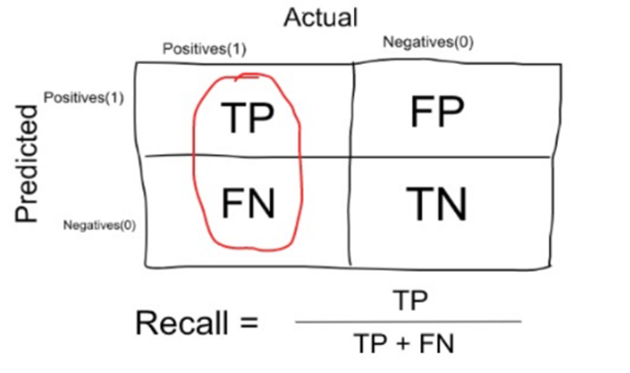 Actual
Positives(1) Negatives(0)
Predicted
Positives(1) TP FP
Negatives(0) FN TN
Recall = TP
TP + FN